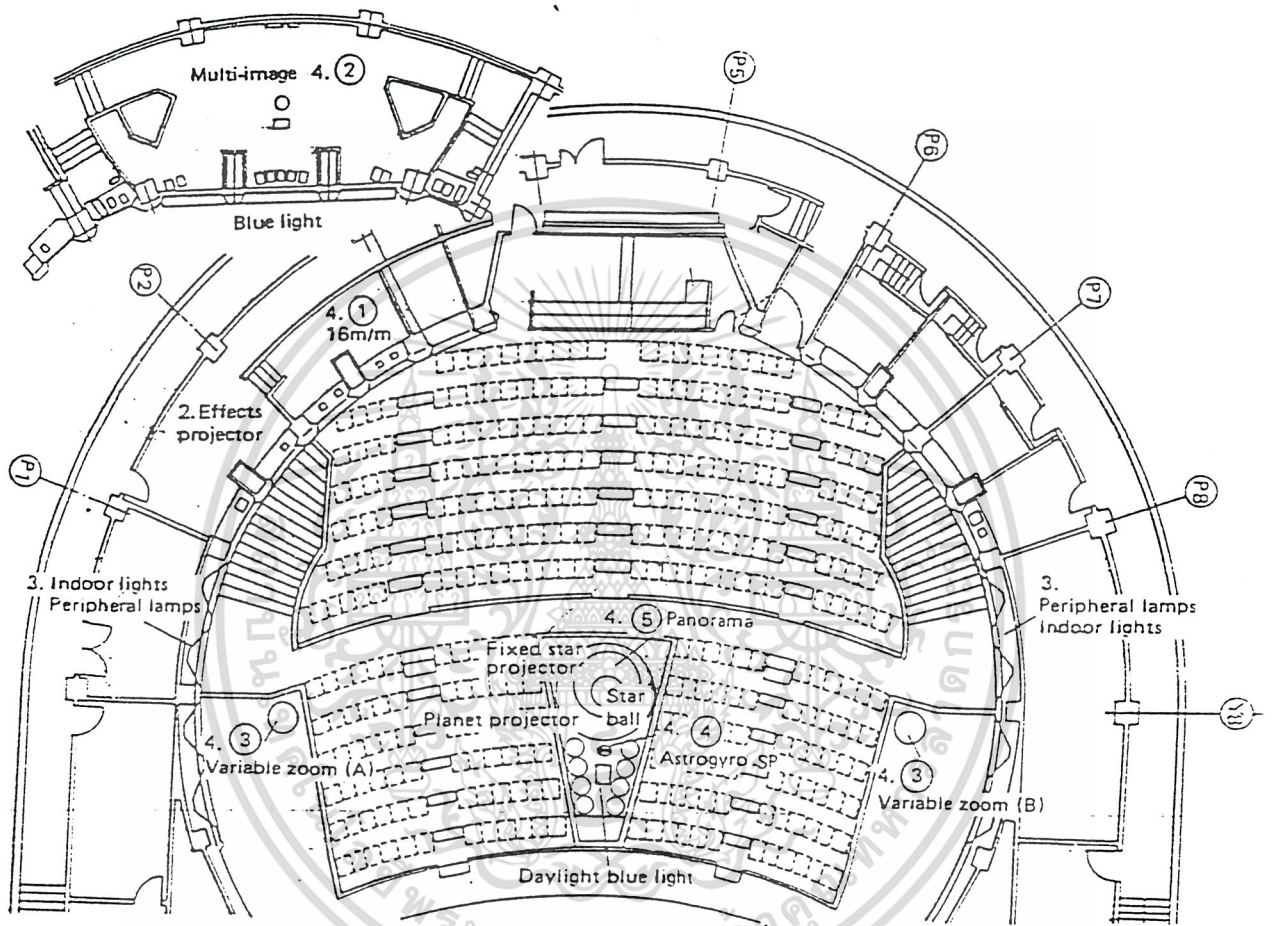 Multi-image 4. ②
Blue light
P5
P6
P7
P2
4. ①
16m/m
2. Effects
projector
P1
P8
3. Indoor lights
Peripheral lamps
3.
Peripheral lamps
Indoor lights
4. ⑤ Panorama
Fixed star
projector
Star
ball
Planet projector
4. ④
Astrogyro SP
4. ③
Variable zoom (A)
4. ③
Variable zoom (B)
Daylight blue light